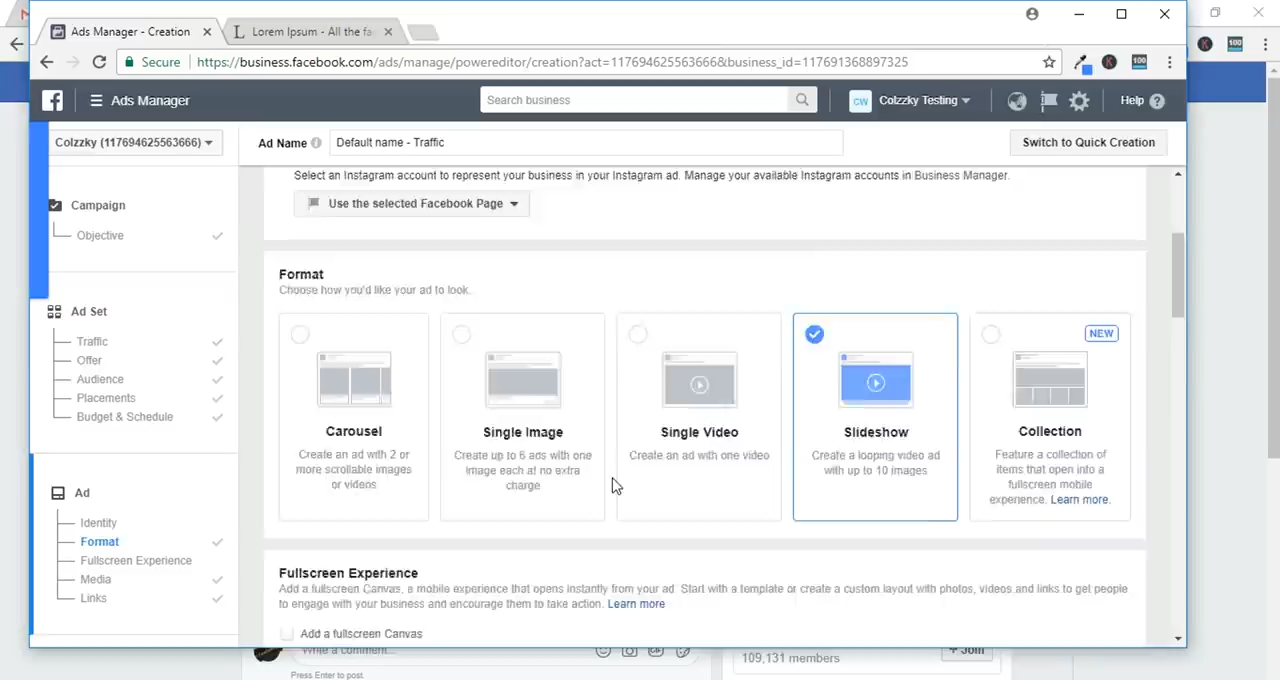 Ads Manager - Creation
Lorem Ipsum - All the fa
Secure
https://business.facebook.com/ads/manage/powereditor/creation?act=117694625563666&business_id=117691368897325
100
100
Ads Manager
Search business
CW
Colzzky Testing
Help
Colzzky (117694625563666)
Ad Name
Default name - Traffic
Switch to Quick Creation
Select an Instagram account to represent your business in your Instagram ad. Manage your available Instagram accounts in Business Manager.
Use the selected Facebook Page
Campaign
Objective
Ad Set
Traffic
Offer
Audience
Placements
Budget & Schedule
Ad
Identity
Format
Fullscreen Experience
Media
Links
Format
Choose how you'd like your ad to look.
Carousel
Create an ad with 2 or
more scrollable images
or videos
Single Image
Create up to 6 ads with one
image each at no extra
charge
Single Video
Create an ad with one video
Slideshow
Create a looping video ad
with up to 10 images
NEW
Collection
Feature a collection of
items that open into a
fullscreen mobile
experience. Learn more.
Fullscreen Experience
Add a fullscreen Canvas, a mobile experience that opens instantly from your ad. Start with a template or create a custom layout with photos, videos and links to get people
to engage with your business and encourage them to take action. Learn more
Add a fullscreen Canvas
Write a comment...
Press Enter to post.
109,131 members
+ Join